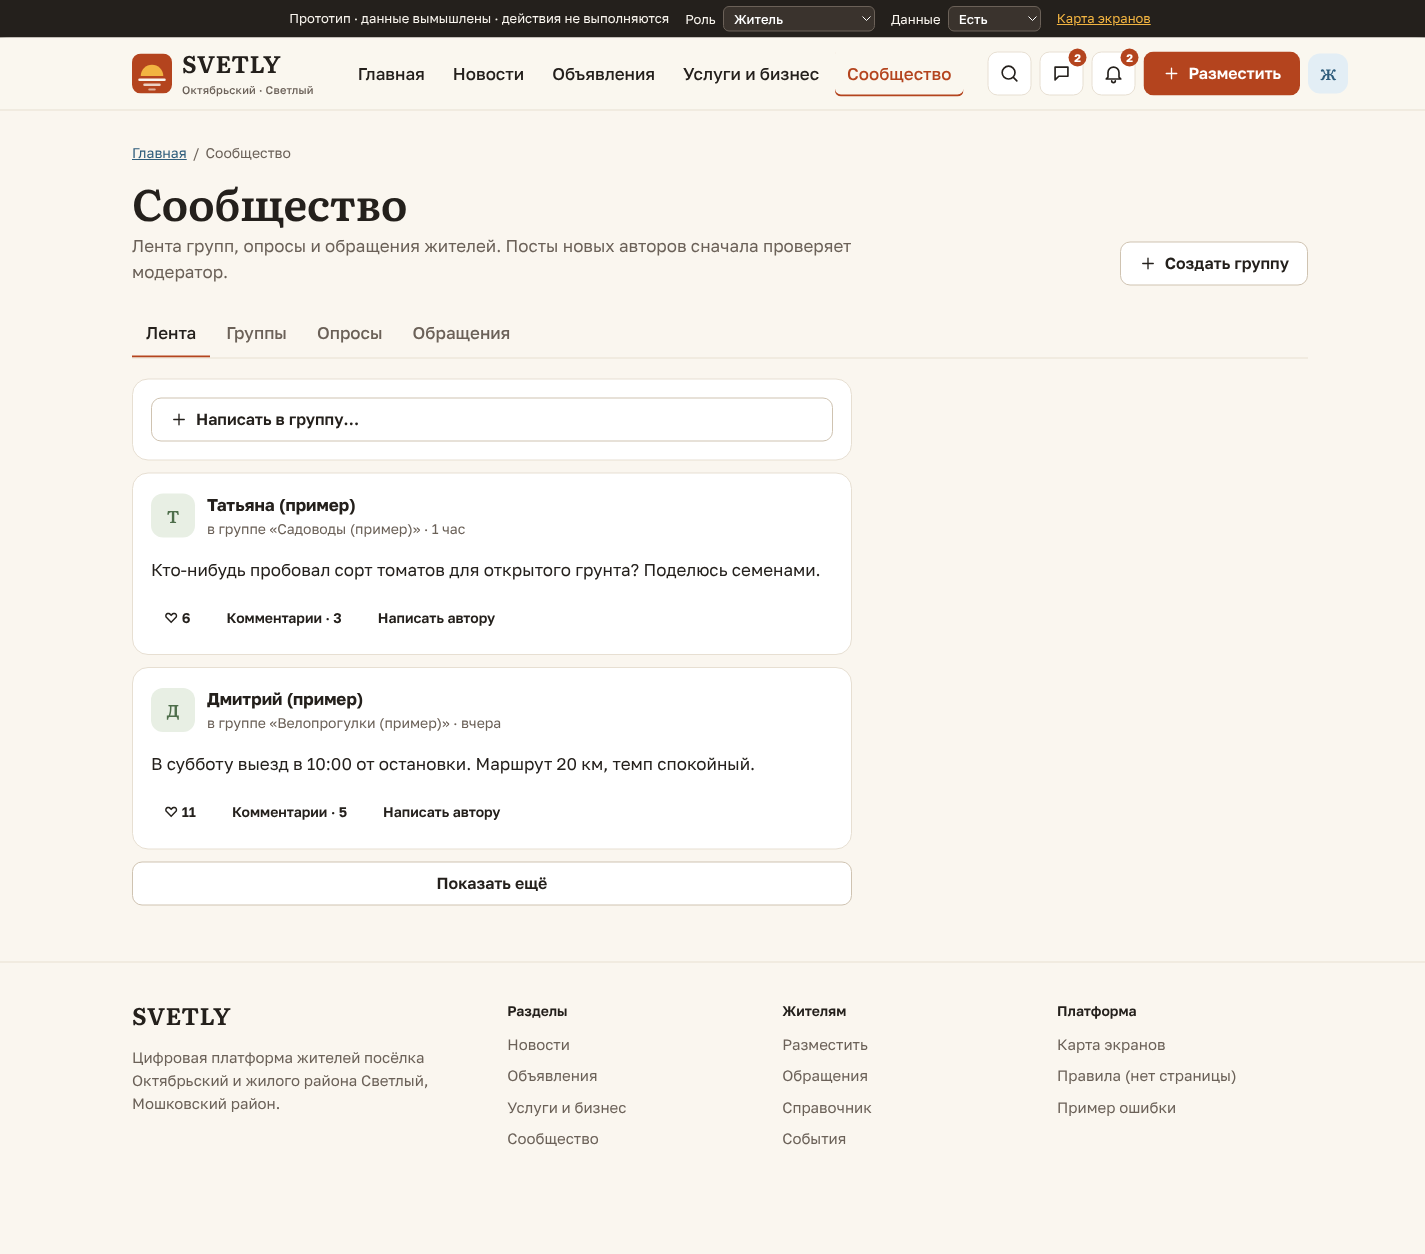 Прототип · данные вымышлены · действия не выполняются Роль Житель Данные Есть Карта экранов
SVETLY
Октябрьский · Светлый
Главная Новости Объявления Услуги и бизнес Сообщество 2 2 + Разместить Ж
Главная / Сообщество
Сообщество
Лента групп, опросы и обращения жителей. Посты новых авторов сначала проверяет
модератор.
+ Создать группу
Лента Группы Опросы Обращения
+ Написать в группу...
Т
Татьяна (пример)
в группе «Садоводы (пример)» · 1 час
Кто-нибудь пробовал сорт томатов для открытого грунта? Поделюсь семенами.
♡ 6 Комментарии · 3 Написать автору
Д
Дмитрий (пример)
в группе «Велопрогулки (пример)» · вчера
В субботу выезд в 10:00 от остановки. Маршрут 20 км, темп спокойный.
♡ 11 Комментарии · 5 Написать автору
Показать ещё
SVETLY
Цифровая платформа жителей посёлка
Октябрьский и жилого района Светлый,
Мошковский район.
Разделы
Новости
Объявления
Услуги и бизнес
Сообщество
Жителям
Разместить
Обращения
Справочник
События
Платформа
Карта экранов
Правила (нет страницы)
Пример ошибки